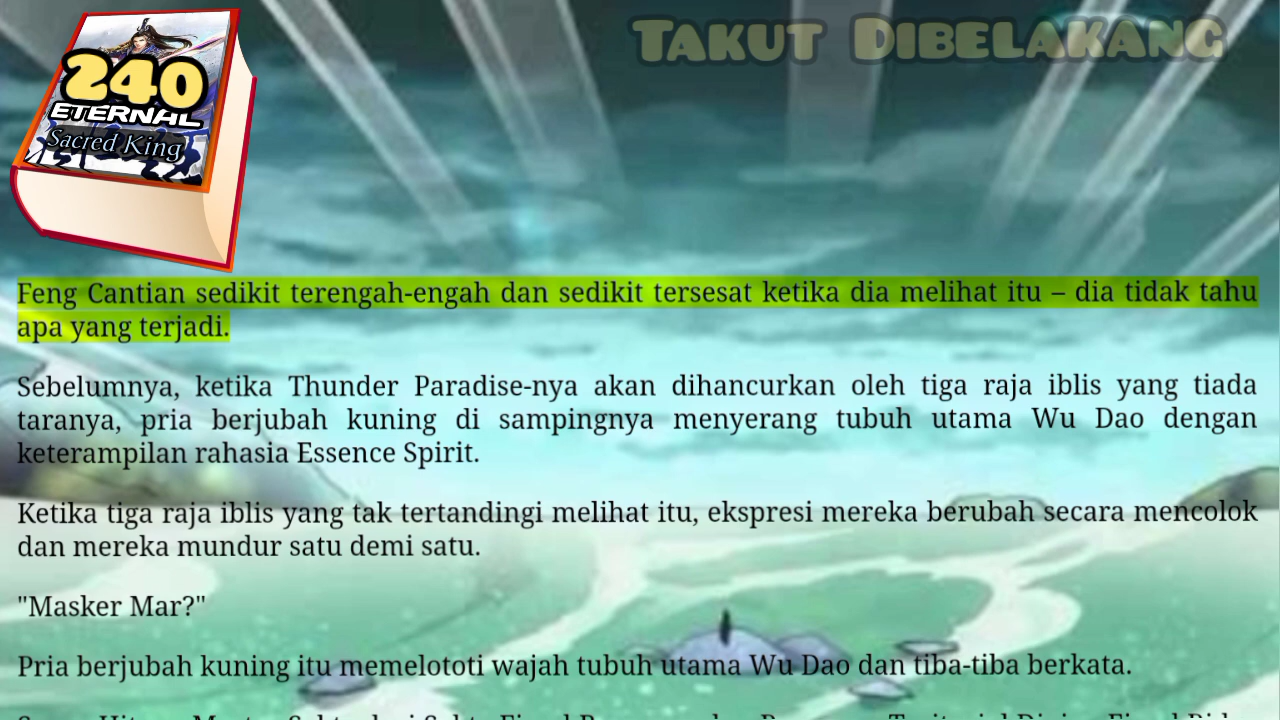 TAKUT DIBELAKANG
240
ETERNAL
Sacred King
Feng Cantian sedikit terengah-engah dan sedikit tersesat ketika dia melihat itu – dia tidak tahu
apa yang terjadi.
Sebelumnya, ketika Thunder Paradise-nya akan dihancurkan oleh tiga raja iblis yang tiada
taranya, pria berjubah kuning di sampingnya menyerang tubuh utama Wu Dao dengan
keterampilan rahasia Essence Spirit.
Ketika tiga raja iblis yang tak tertandingi melihat itu, ekspresi mereka berubah secara mencolok
dan mereka mundur satu demi satu.
"Masker Mar?"
Pria berjubah kuning itu memelototi wajah tubuh utama Wu Dao dan tiba-tiba berkata.